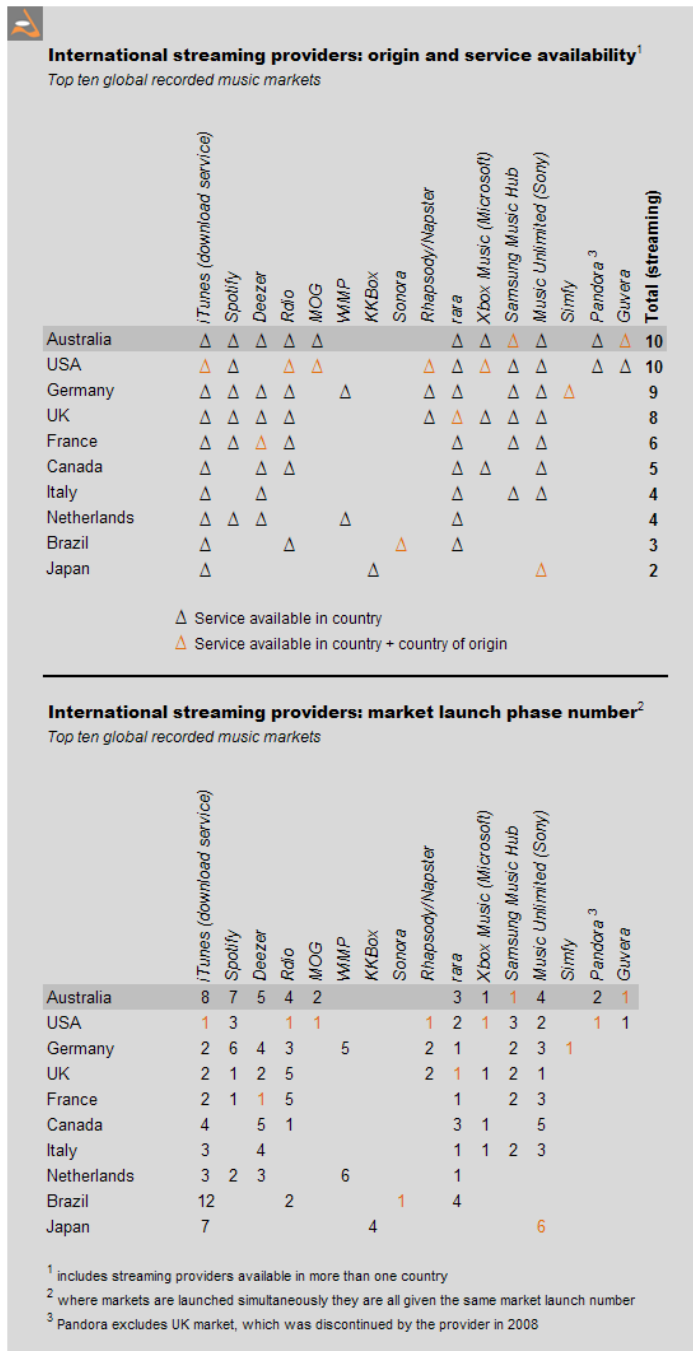 International streaming providers: origin and service availability1
Top ten global recorded music markets
iTunes (download service) Spotify Deezer Rdio MOG WiMP KKBox Sonora Rhapsody/Napster rara Xbox Music (Microsoft) Samsung Music Hub Music Unlimited (Sony) Simfy Pandora 3 Guvera Total (streaming)
Australia Δ Δ Δ Δ Δ Δ Δ Δ Δ Δ Δ 10
USA Δ Δ Δ Δ Δ Δ Δ Δ Δ Δ Δ 10
Germany Δ Δ Δ Δ Δ Δ Δ Δ Δ Δ 9
UK Δ Δ Δ Δ Δ Δ Δ Δ Δ 8
France Δ Δ Δ Δ Δ Δ Δ 6
Canada Δ Δ Δ Δ Δ Δ 5
Italy Δ Δ Δ Δ Δ 4
Netherlands Δ Δ Δ Δ Δ 4
Brazil Δ Δ Δ Δ 3
Japan Δ Δ Δ 2
Δ Service available in country
Δ Service available in country + country of origin
International streaming providers: market launch phase number2
Top ten global recorded music markets
iTunes (download service) Spotify Deezer Rdio MOG WiMP KKBox Sonora Rhapsody/Napster rara Xbox Music (Microsoft) Samsung Music Hub Music Unlimited (Sony) Simfy Pandora 3 Guvera
Australia 8 7 5 4 2 3 1 1 4 2 1
USA 1 3 1 1 1 2 1 3 2 1 1
Germany 2 6 4 3 5 2 1 2 3 1
UK 2 1 2 5 2 1 1 2 1
France 2 1 1 5 1 2 3
Canada 4 5 1 3 1 5
Italy 3 4 1 1 2 3
Netherlands 3 2 3 6 1
Brazil 12 2 1 4
Japan 7 4 6
1 includes streaming providers available in more than one country
2 where markets are launched simultaneously they are all given the same market launch number
3 Pandora excludes UK market, which was discontinued by the provider in 2008